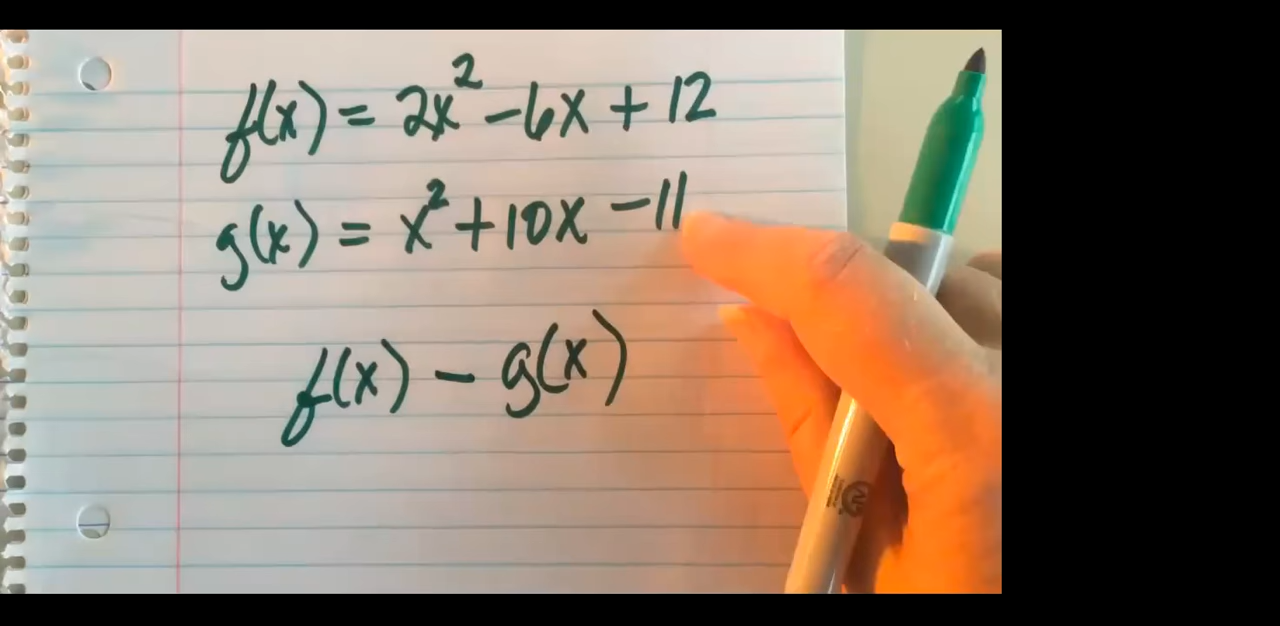 f(x) = 2x² - 6x + 12
g(x) = x² + 10x - 11
f(x) - g(x)